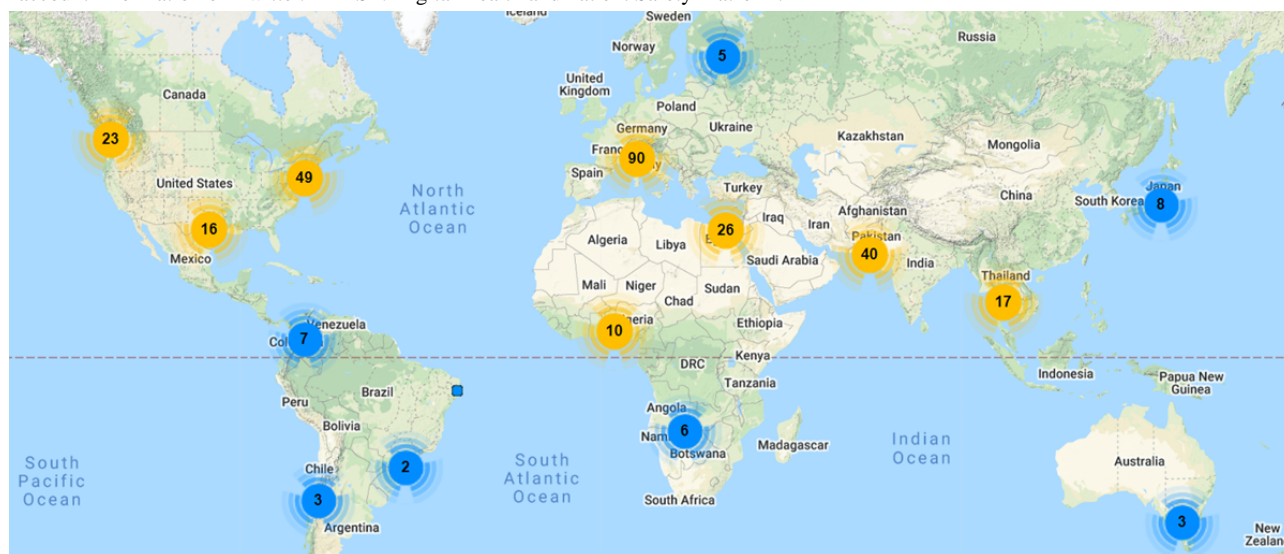 Sweden
Norway
Russia
5
United
Kingdom
Canada
Poland
23
Germany
Ukraine
Kazakhstan
Mongolia
90
49
United States
Spain
Turkey
China
South Korea
Japan
8
North
Atlantic
Ocean
Afghanistan
Iraq
Iran
16
26
Algeria
Libya
Pakistan
40
Mexico
Saudi Arabia
India
Thailand
Mali
Niger
Sudan
Chad
17
10
Venezuela
Ethiopia
7
DRC
Kenya
Indonesia
Papua New
Guinea
Brazil
Tanzania
Peru
Angola
Bolivia
6
Madagascar
Indian
Ocean
Botswana
Australia
South
Pacific
Ocean
Chile
2
South
Atlantic
Ocean
3
South Africa
Argentina
3
New